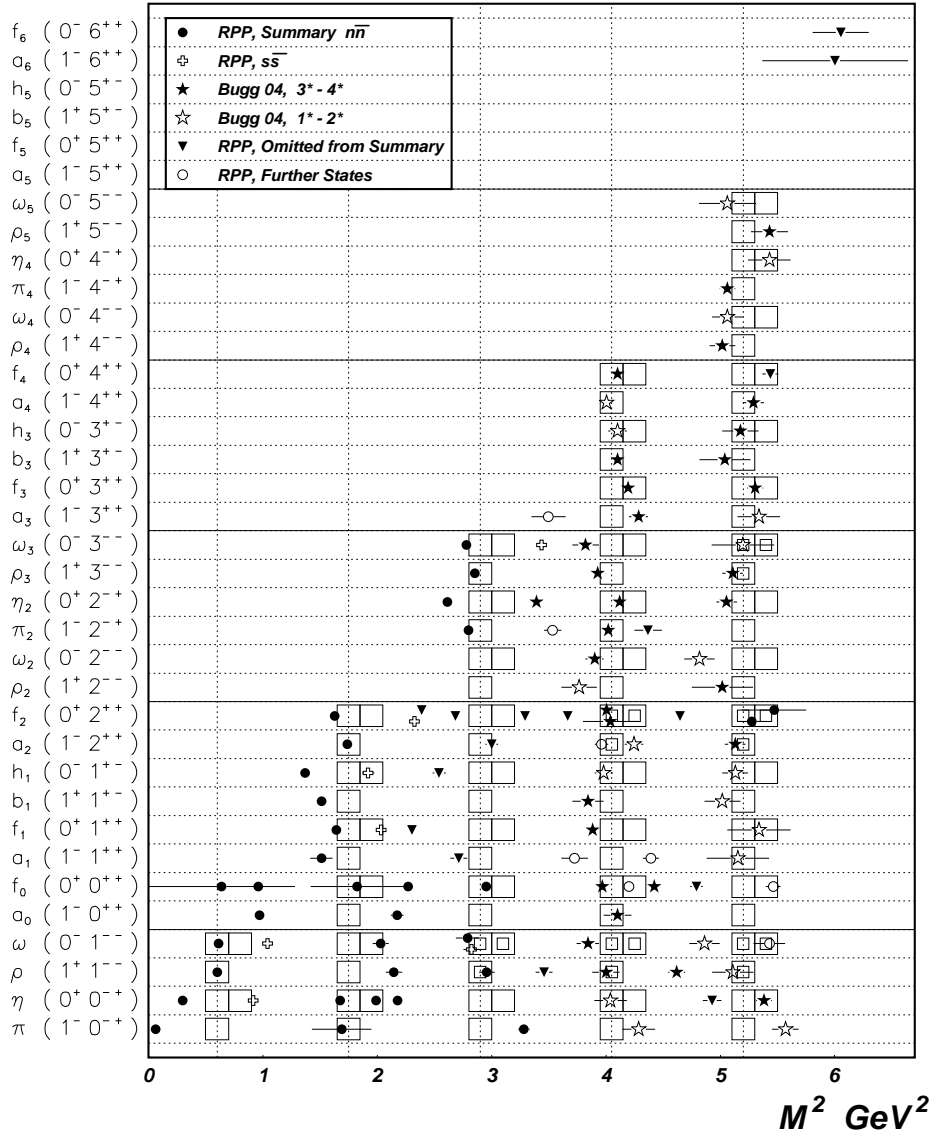 f₆ ( 0⁻ 6⁺⁺ )
a₆ ( 1⁻ 6⁺⁺ )
h₅ ( 0⁻ 5⁺⁻ )
b₅ ( 1⁺ 5⁺⁻ )
f₅ ( 0⁺ 5⁺⁺ )
a₅ ( 1⁻ 5⁺⁺ )
ω₅ ( 0⁻ 5⁻⁻ )
ρ₅ ( 1⁺ 5⁻⁻ )
η₄ ( 0⁺ 4⁻⁺ )
π₄ ( 1⁻ 4⁻⁺ )
ω₄ ( 0⁻ 4⁻⁻ )
ρ₄ ( 1⁺ 4⁻⁻ )
f₄ ( 0⁺ 4⁺⁺ )
a₄ ( 1⁻ 4⁺⁺ )
h₃ ( 0⁻ 3⁺⁻ )
b₃ ( 1⁺ 3⁺⁻ )
f₃ ( 0⁺ 3⁺⁺ )
a₃ ( 1⁻ 3⁺⁺ )
ω₃ ( 0⁻ 3⁻⁻ )
ρ₃ ( 1⁺ 3⁻⁻ )
η₂ ( 0⁺ 2⁻⁺ )
π₂ ( 1⁻ 2⁻⁺ )
ω₂ ( 0⁻ 2⁻⁻ )
ρ₂ ( 1⁺ 2⁻⁻ )
f₂ ( 0⁺ 2⁺⁺ )
a₂ ( 1⁻ 2⁺⁺ )
h₁ ( 0⁻ 1⁺⁻ )
b₁ ( 1⁺ 1⁺⁻ )
f₁ ( 0⁺ 1⁺⁺ )
a₁ ( 1⁻ 1⁺⁺ )
f₀ ( 0⁺ 0⁺⁺ )
a₀ ( 1⁻ 0⁺⁺ )
ω ( 0⁻ 1⁻⁻ )
ρ ( 1⁺ 1⁻⁻ )
η ( 0⁺ 0⁻⁺ )
π ( 1⁻ 0⁻⁺ )
RPP, Summary nn̅
RPP, ss̅
Bugg 04, 3* - 4*
Bugg 04, 1* - 2*
RPP, Omitted from Summary
RPP, Further States
0 1 2 3 4 5 6
M² GeV²